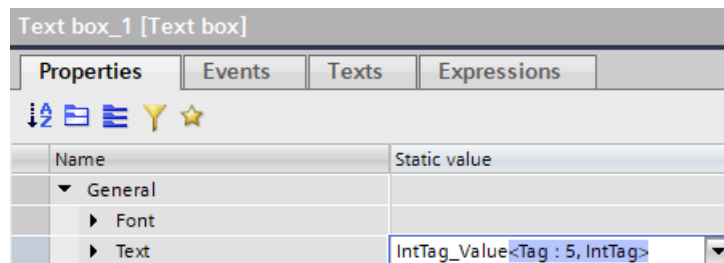 Text box_1 [Text box]
Properties Events Texts Expressions
Name Static value
General
Font
Text IntTag_Value<Tag : 5, IntTag>